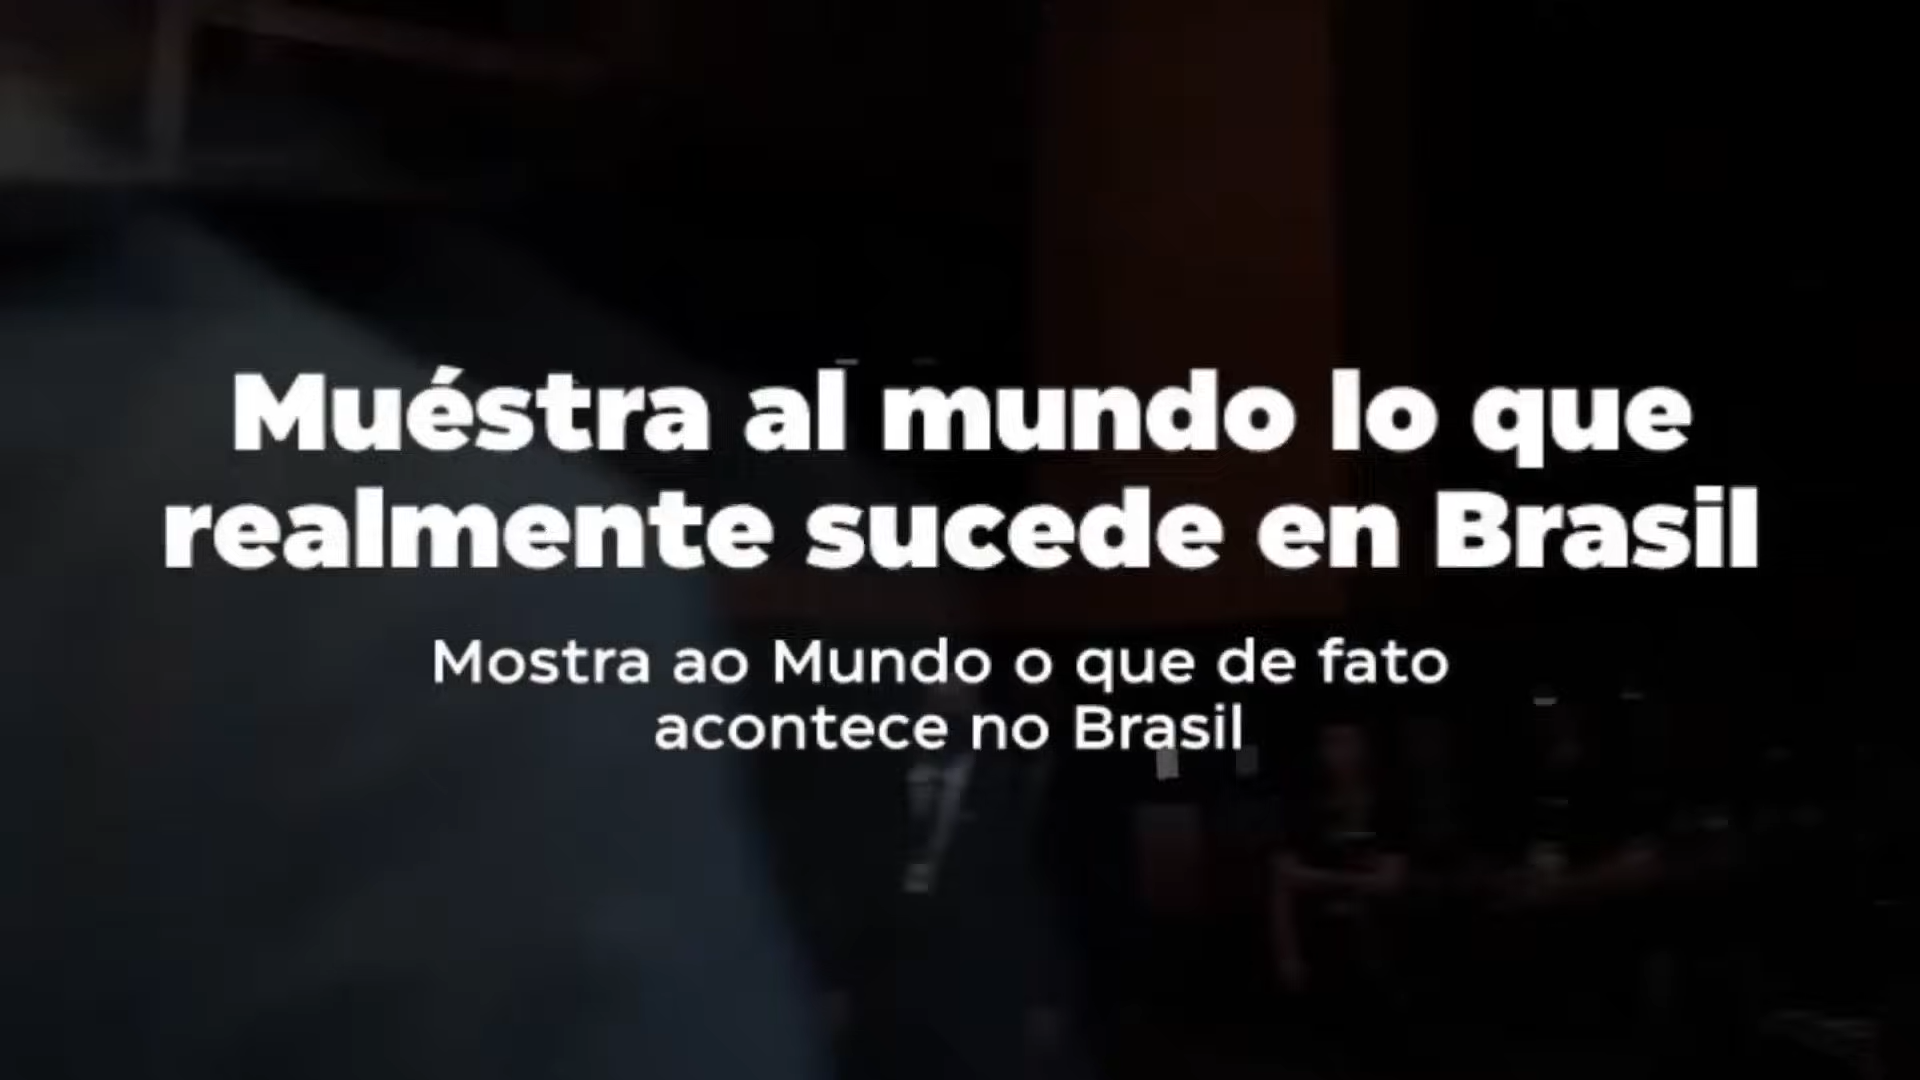 Muéstra al mundo lo que
realmente sucede en Brasil
Mostra ao Mundo o que de fato
acontece no Brasil